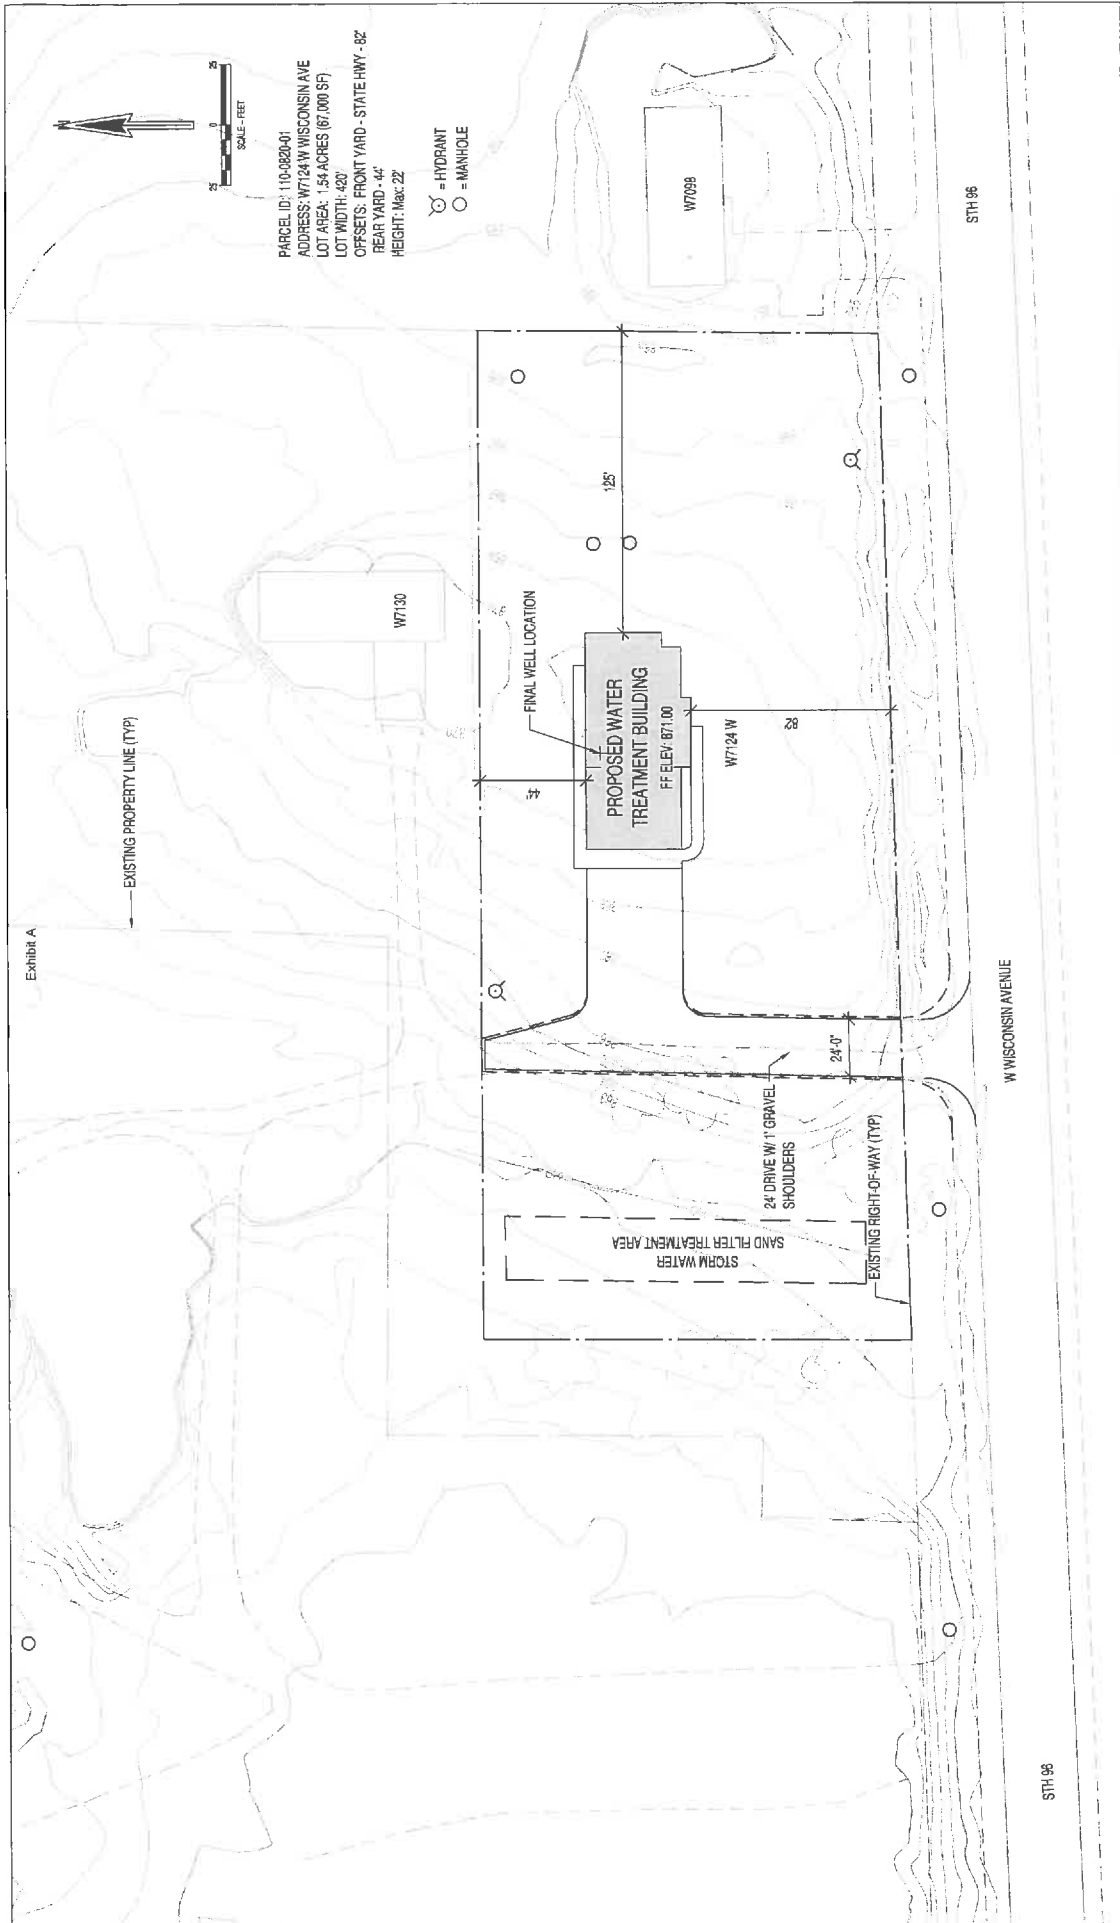 Exhibit A
EXISTING PROPERTY LINE (TYP)
N
25 0 25
SCALE - FEET
PARCEL ID: 110-0820-01
ADDRESS: W7124 W WISCONSIN AVE
LOT AREA: 1.54 ACRES (67,000 SF)
LOT WIDTH: 420'
OFFSETS: FRONT YARD - STATE HWY - 82'
REAR YARD - 44'
HEIGHT: Max: 22'
= HYDRANT
= MANHOLE
W7130
FINAL WELL LOCATION
44'
125'
PROPOSED WATER
TREATMENT BUILDING
FF ELEV: 871.00
W7124 W
82
W7098
STORM WATER
SAND FILTER TREATMENT AREA
24' DRIVE W/ 1' GRAVEL
SHOULDERS
24'-0"
EXISTING RIGHT-OF-WAY (TYP)
W WISCONSIN AVENUE
STH 96
STH 96